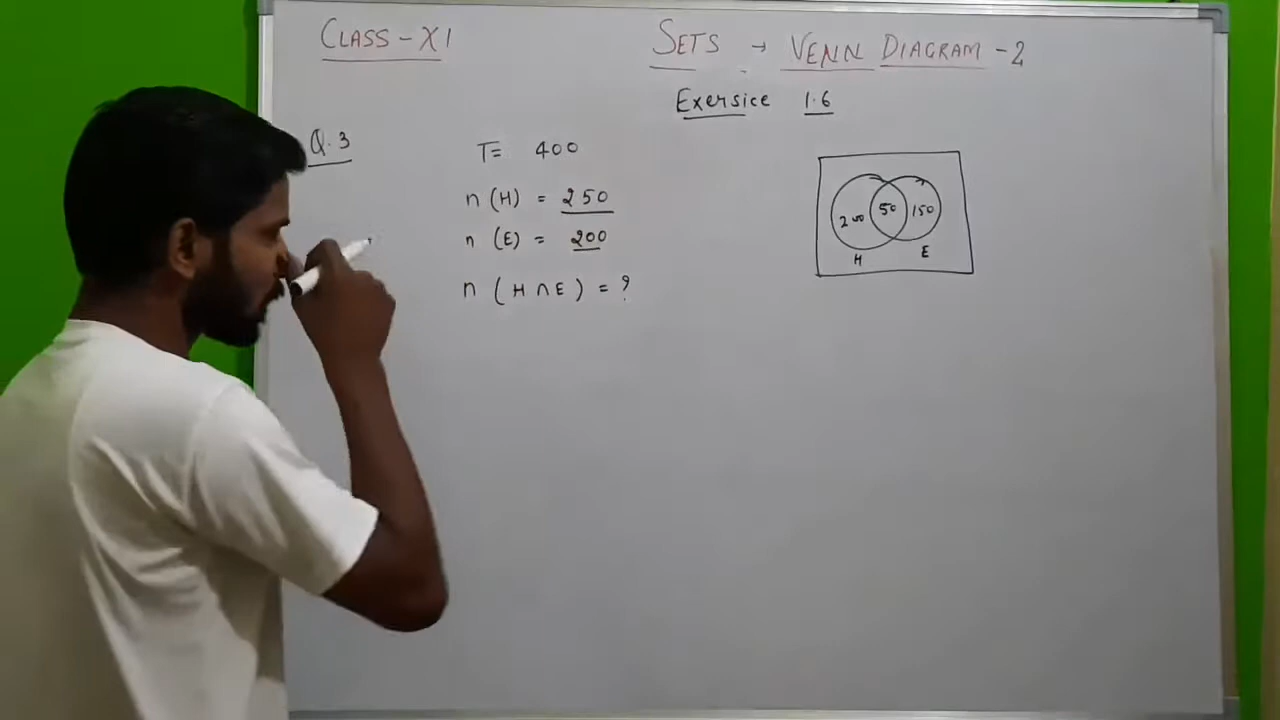 CLASS - XI
SETS → VENN DIAGRAM - 2
Exersice 1.6
Q.3
T= 400
n (H) = 250
n (E) = 200
n ( H ∩ E ) = ?
200 50 150
H E